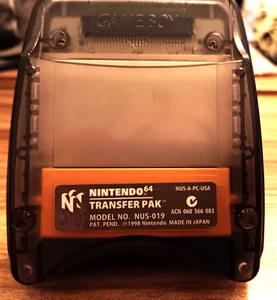 GAME BOY
NINTENDO64
TRANSFER PAK™
MODEL NO. NUS-019
PAT. PEND. ©1998 Nintendo
NUS-A-PC-USA
ACN 060 566 083
MADE IN JAPAN